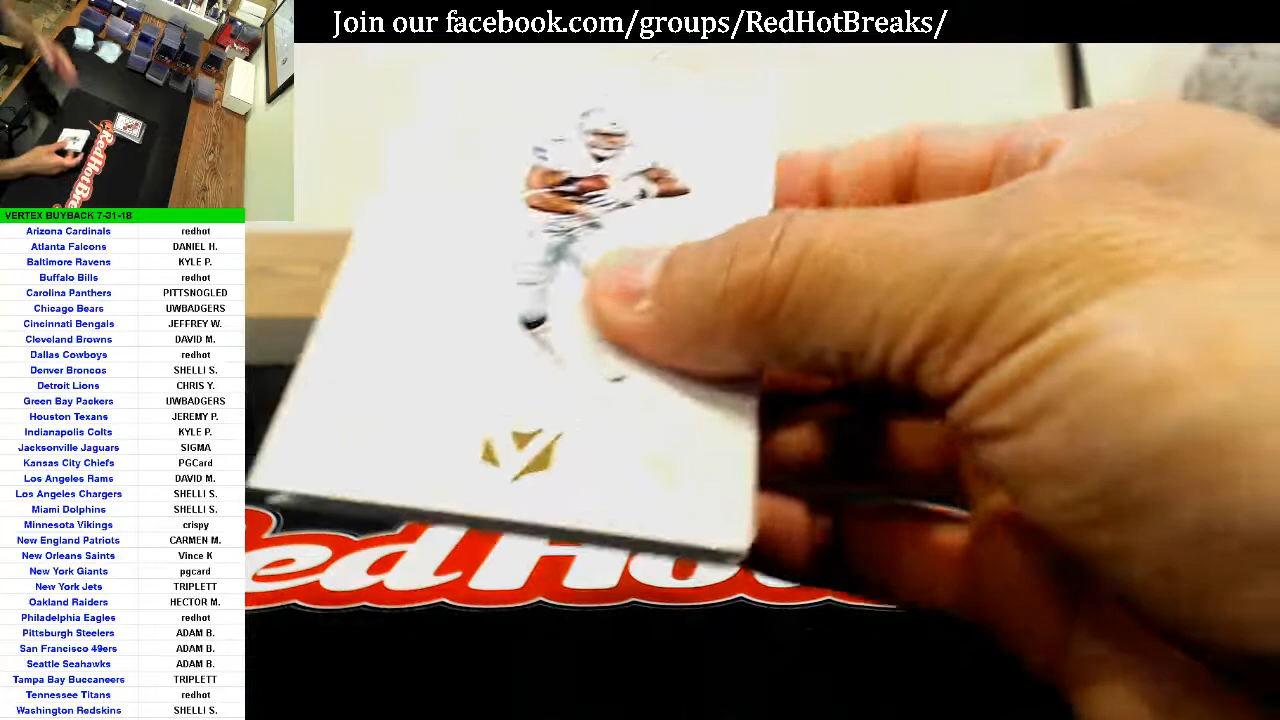 Join our facebook.com/groups/RedHotBreaks/
VERTEX BUYBACK 7-31-18
Arizona Cardinals redhot
Atlanta Falcons DANIEL H.
Baltimore Ravens KYLE P.
Buffalo Bills redhot
Carolina Panthers PITTSNOGLED
Chicago Bears UWBADGERS
Cincinnati Bengals JEFFREY W.
Cleveland Browns DAVID M.
Dallas Cowboys redhot
Denver Broncos SHELLI S.
Detroit Lions CHRIS Y.
Green Bay Packers UWBADGERS
Houston Texans JEREMY P.
Indianapolis Colts KYLE P.
Jacksonville Jaguars SIGMA
Kansas City Chiefs PGCard
Los Angeles Rams DAVID M.
Los Angeles Chargers SHELLI S.
Miami Dolphins SHELLI S.
Minnesota Vikings crispy
New England Patriots CARMEN M.
New Orleans Saints Vince K
New York Giants pgcard
New York Jets TRIPLETT
Oakland Raiders HECTOR M.
Philadelphia Eagles redhot
Pittsburgh Steelers ADAM B.
San Francisco 49ers ADAM B.
Seattle Seahawks ADAM B.
Tampa Bay Buccaneers TRIPLETT
Tennessee Titans redhot
Washington Redskins SHELLI S.
RedHotBre
Red Ho